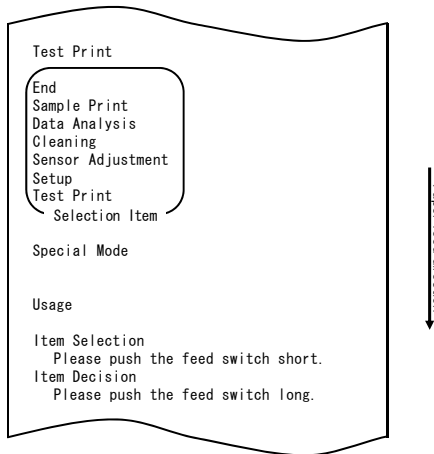 Test Print
End
Sample Print
Data Analysis
Cleaning
Sensor Adjustment
Setup
Test Print
Selection Item
Special Mode
Usage
Item Selection
Please push the feed switch short.
Item Decision
Please push the feed switch long.